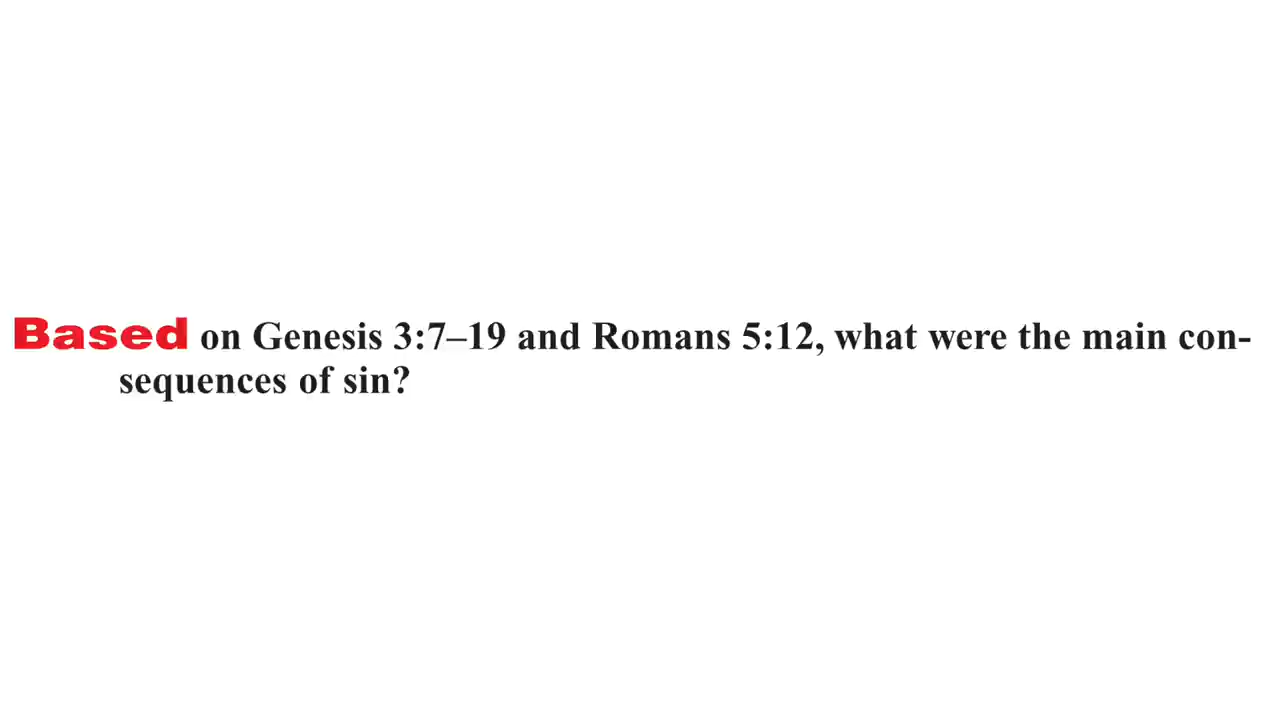 Based on Genesis 3:7–19 and Romans 5:12, what were the main con-
sequences of sin?